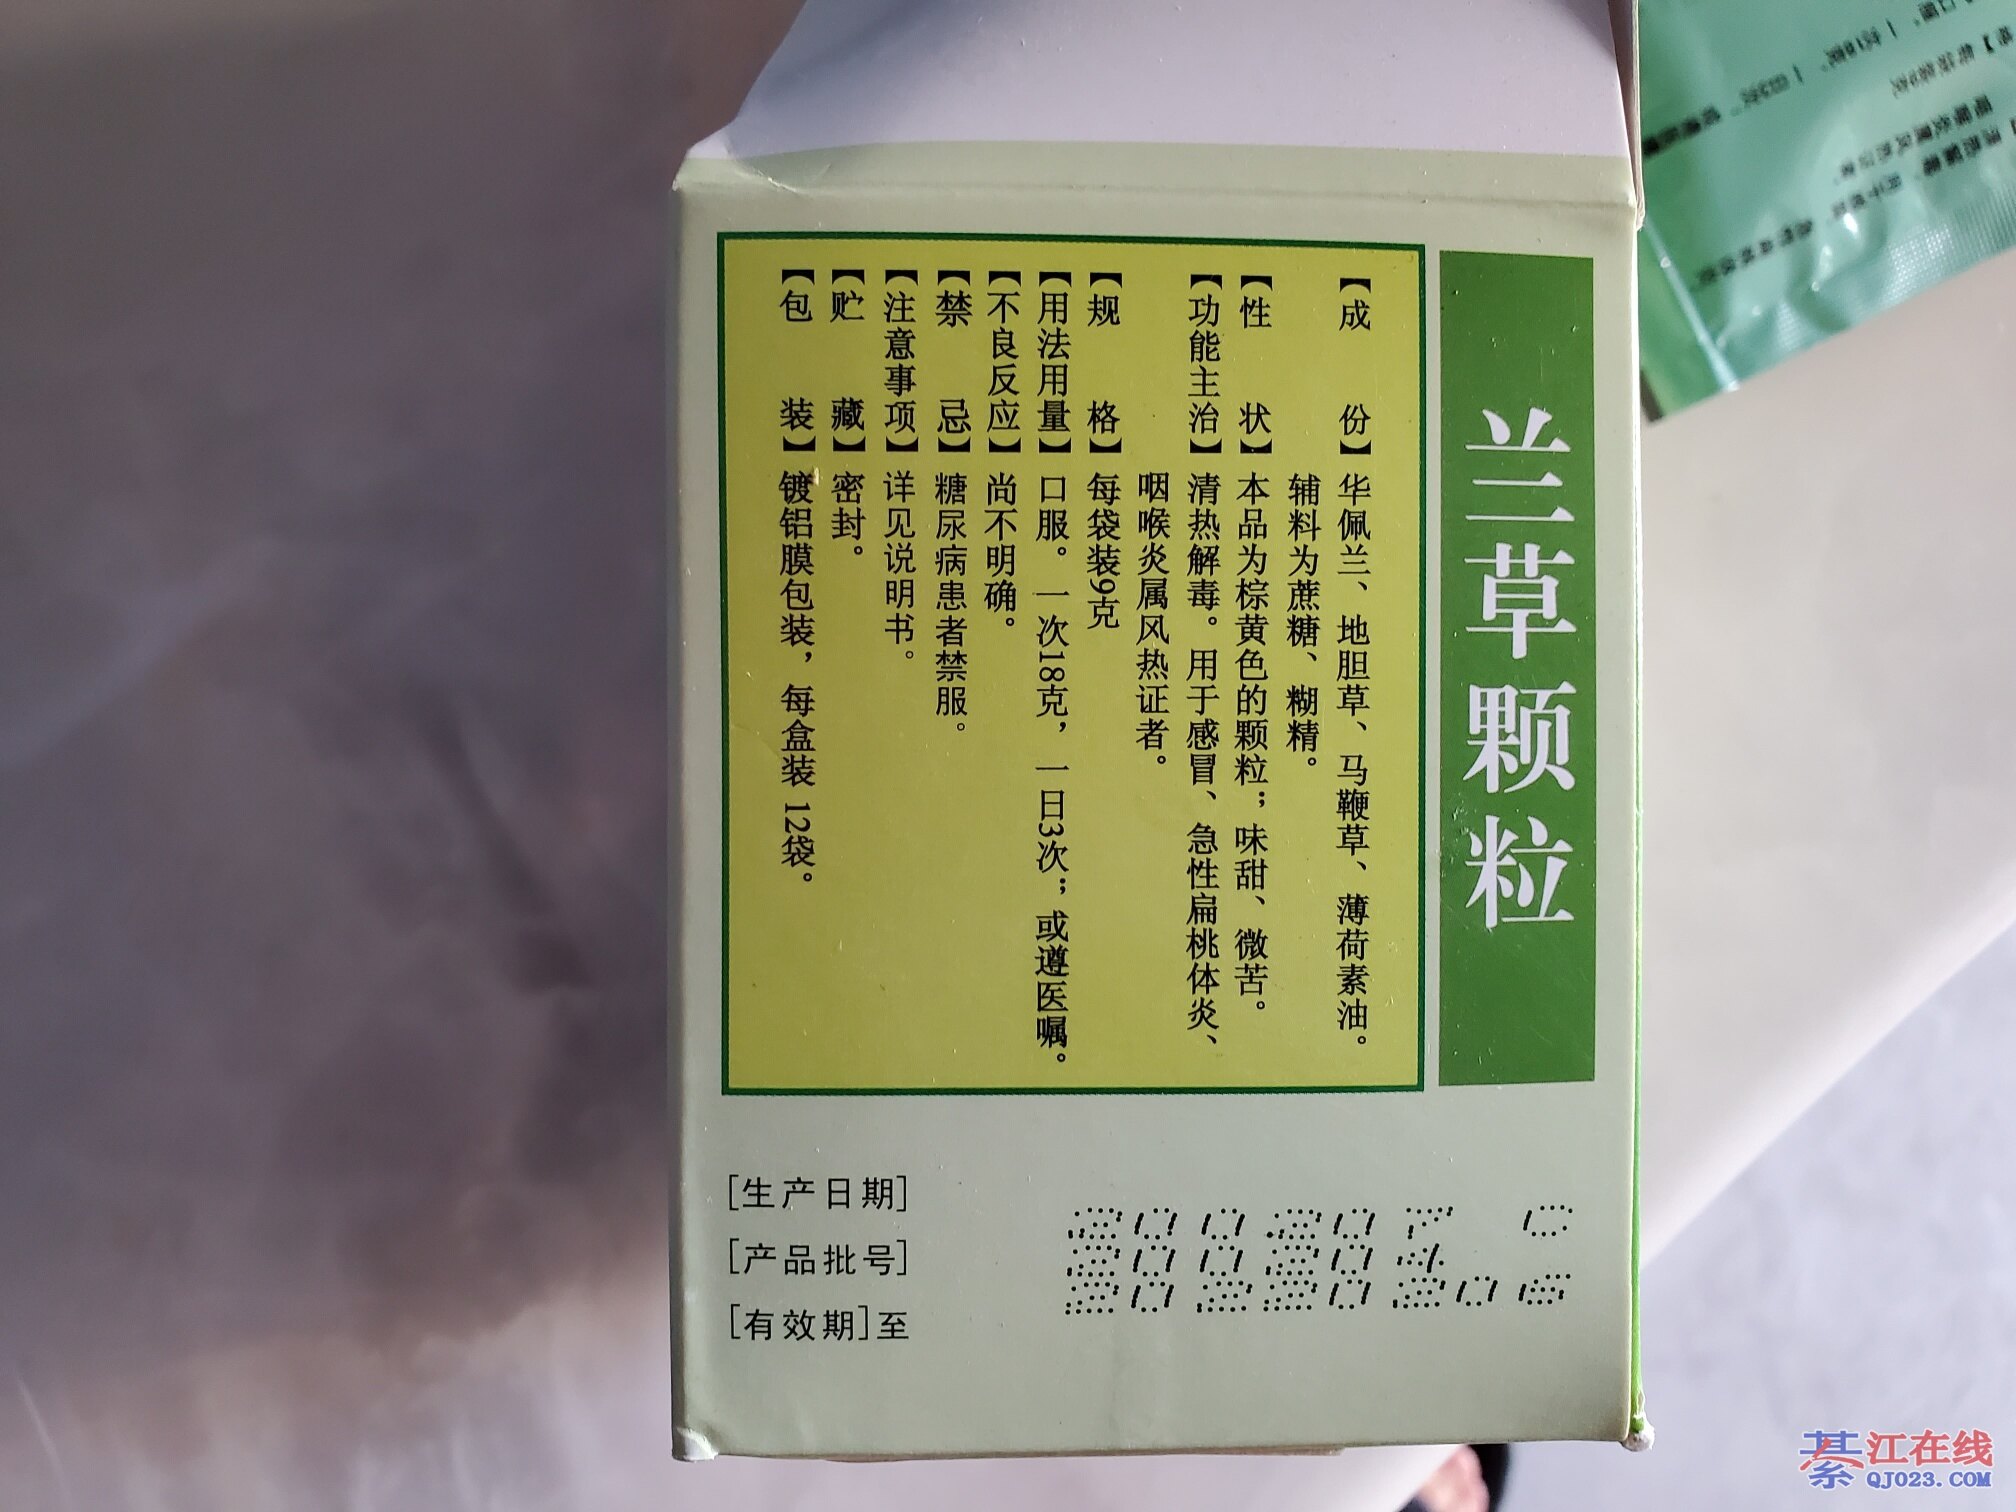 兰草颗粒
【成份】华佩兰、地胆草、马鞭草、薄荷素油。
辅料为蔗糖、糊精。
【性状】本品为棕黄色的颗粒；味甜、微苦。
【功能主治】清热解毒。用于感冒、急性扁桃体炎、
咽喉炎属风热证者。
【规格】每袋装9克
【用法用量】口服。一次18克，一日3次；或遵医嘱。
【不良反应】尚不明确。
【禁忌】糖尿病患者禁服。
【注意事项】详见说明书。
【贮藏】密封。
【包装】镀铝膜包装，每盒装12袋。
[生产日期]
[产品批号]
[有效期]至
綦江在线
QJ023.COM